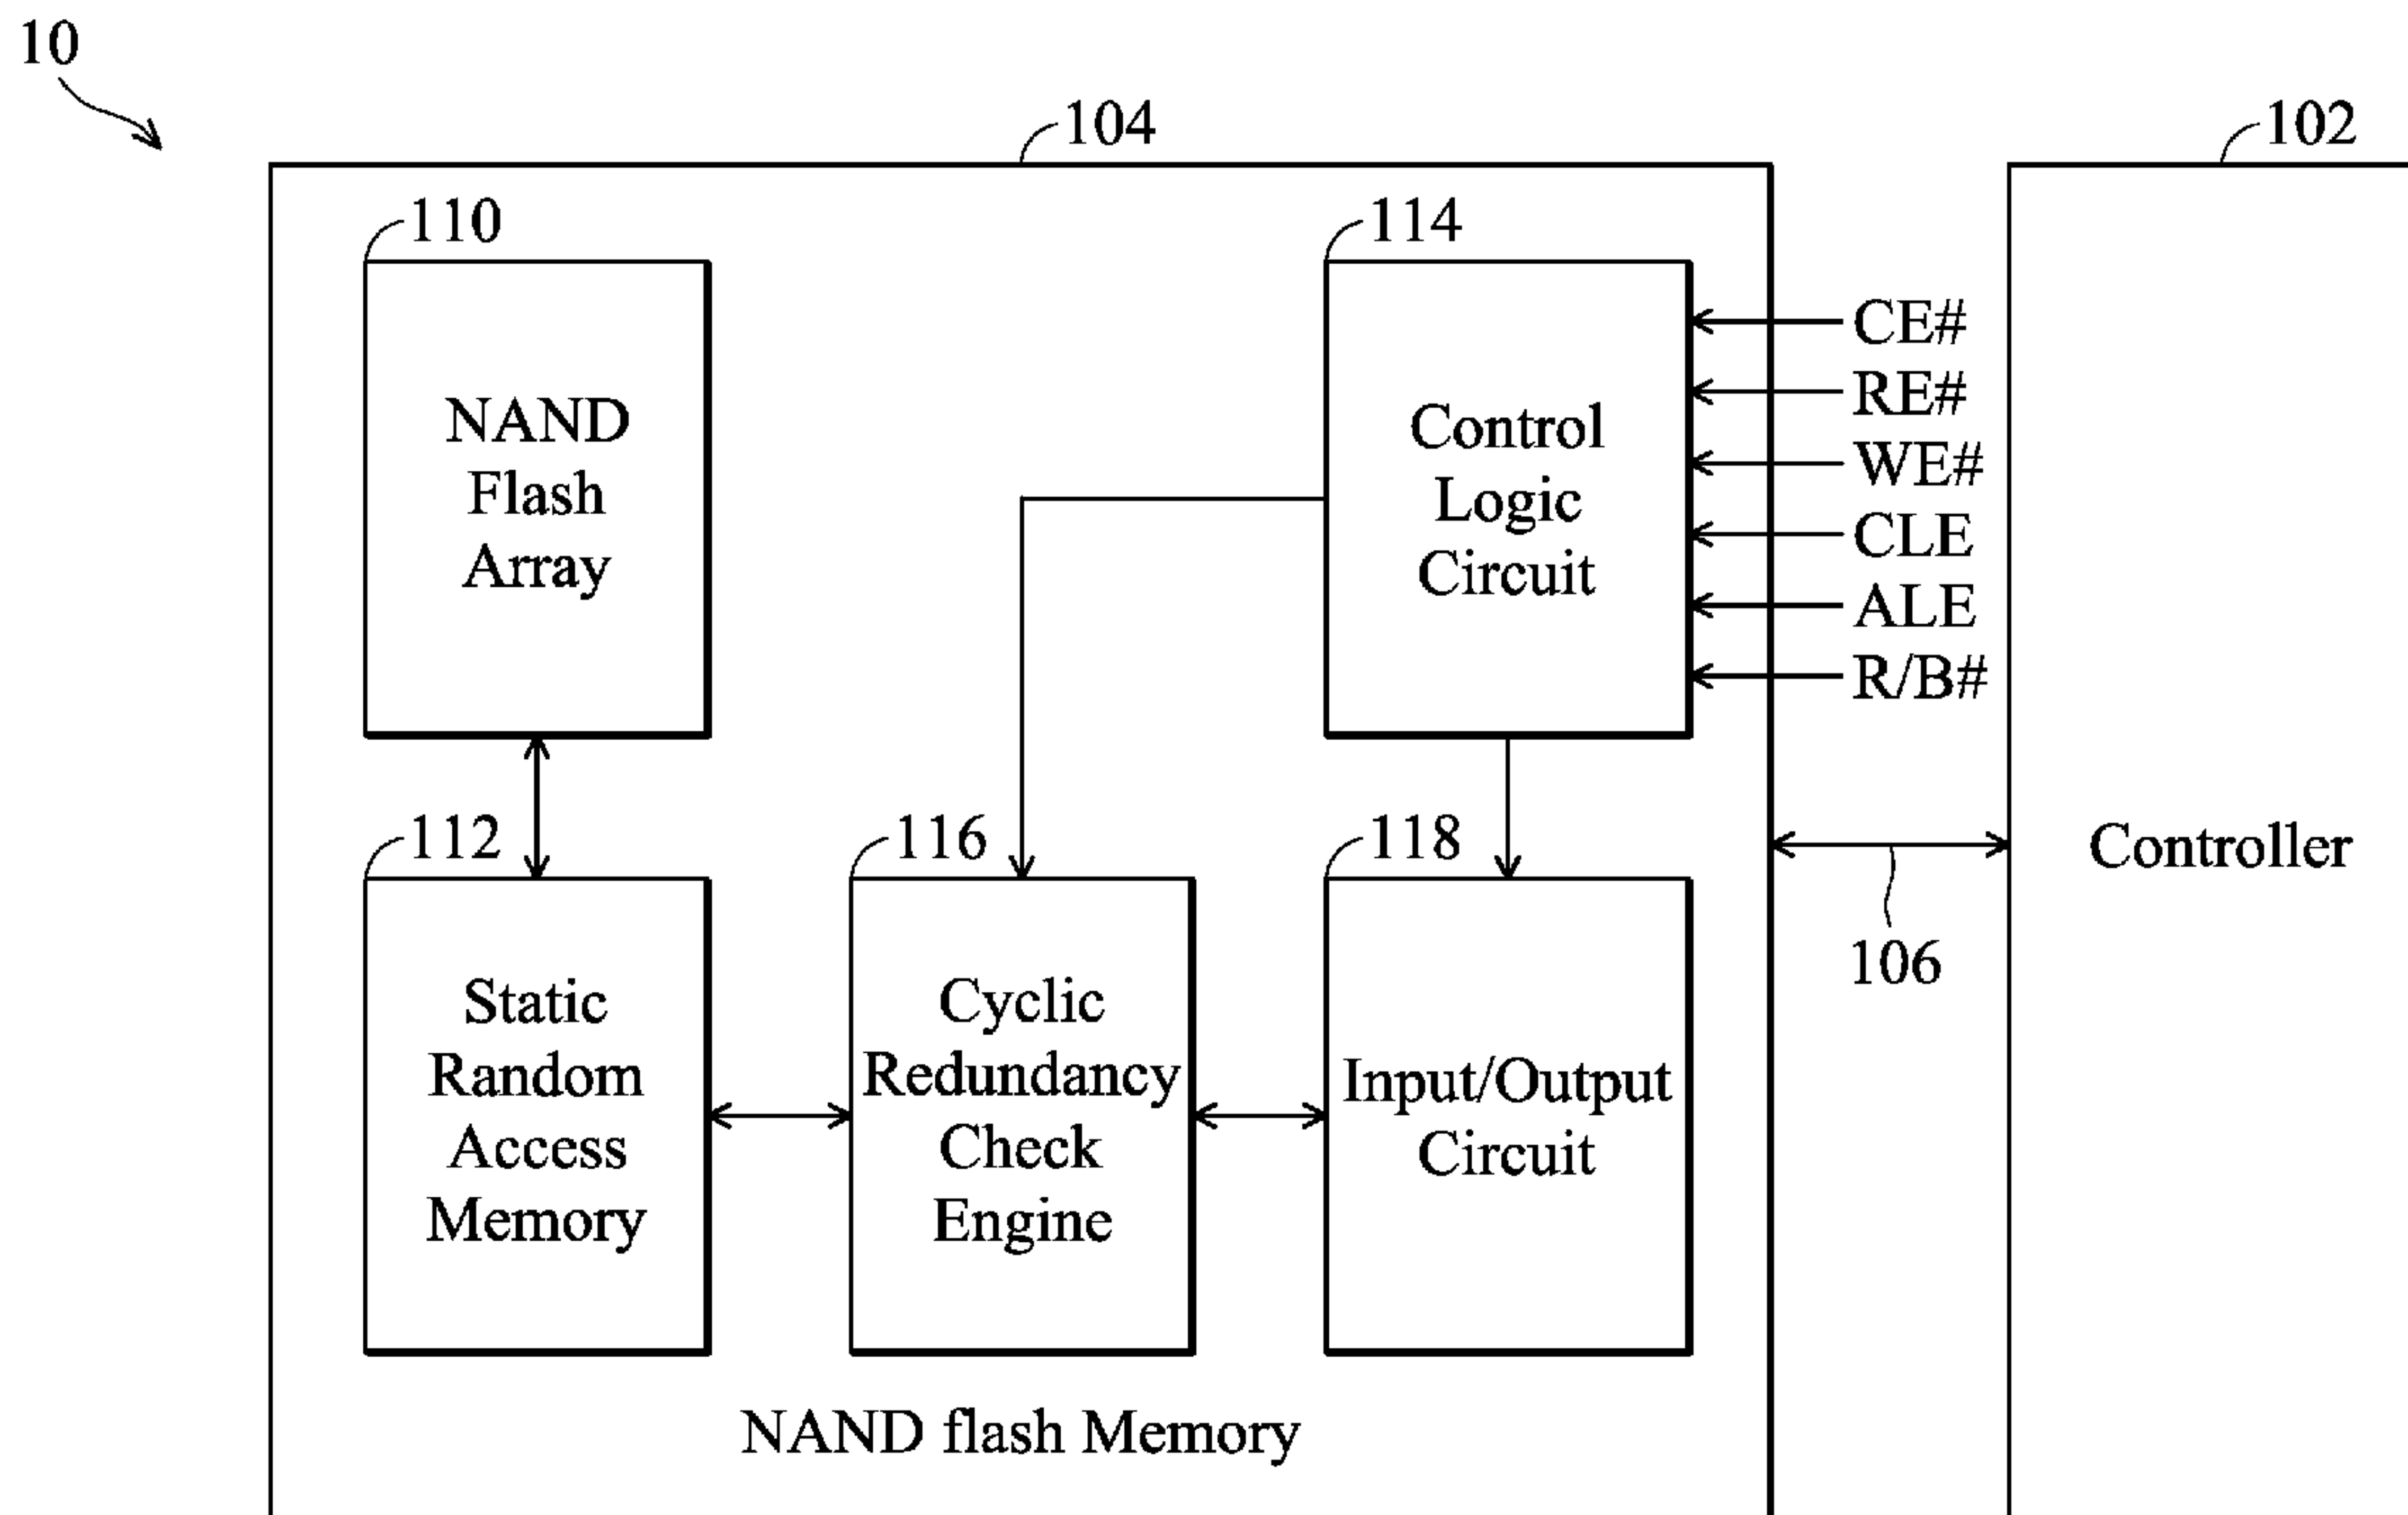 10
104
102
110
114
NAND
Flash
Array
Control
Logic
Circuit
CE#
RE#
WE#
CLE
ALE
R/B#
112
116
118
Static
Random
Access
Memory
Cyclic
Redundancy
Check
Engine
Input/Output
Circuit
Controller
106
NAND flash Memory